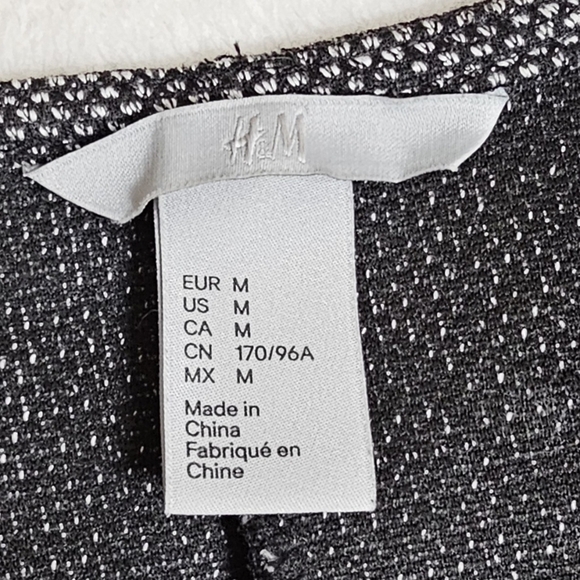 H&M
EUR M
US M
CA M
CN 170/96A
MX M
Made in
China
Fabriqué en
Chine